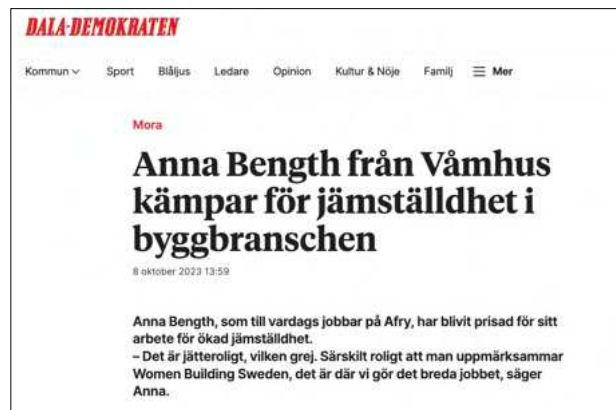 DALA-DEMOKRATEN
Kommun Sport Blåljus Ledare Opinion Kultur & Nöje Familj Mer
Mora
Anna Bength från Våmhus
kämpar för jämställdhet i
byggbranschen
8 oktober 2023 13:59
Anna Bength, som till vardags jobbar på Afry, har blivit prisad för sitt
arbete för ökad jämställdhet.
– Det är jätteroligt, vilken grej. Särskilt roligt att man uppmärksammar
Women Building Sweden, det är där vi gör det breda jobbet, säger
Anna.